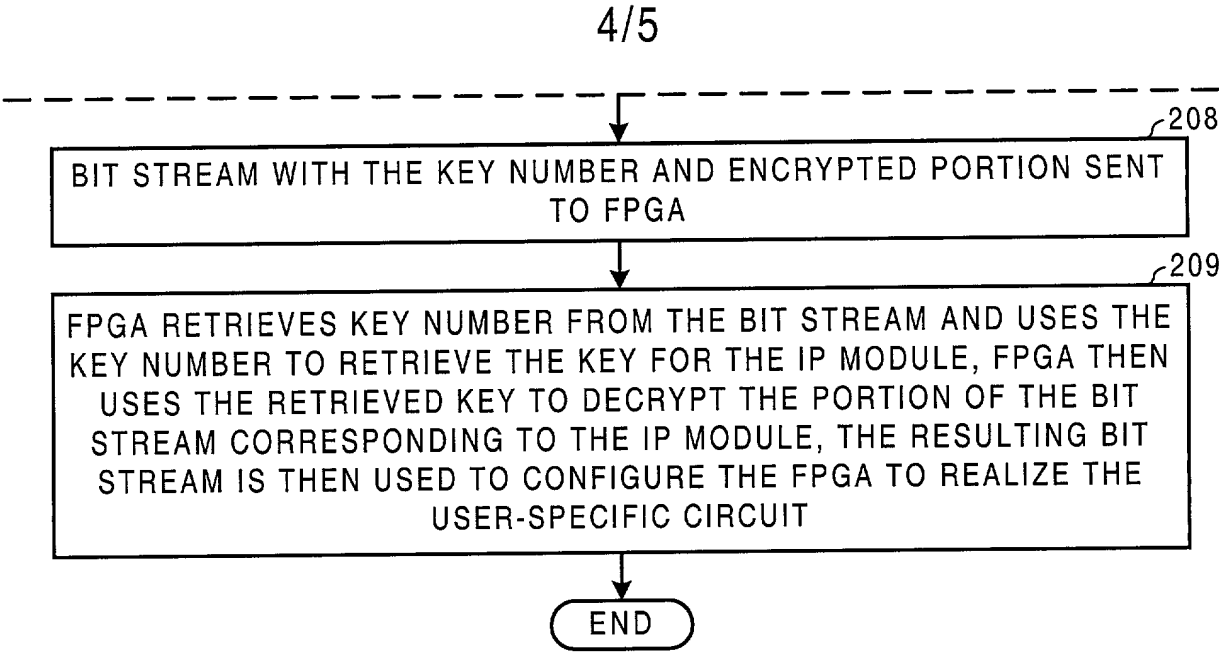 4/5
208
BIT STREAM WITH THE KEY NUMBER AND ENCRYPTED PORTION SENT
TO FPGA
209
FPGA RETRIEVES KEY NUMBER FROM THE BIT STREAM AND USES THE
KEY NUMBER TO RETRIEVE THE KEY FOR THE IP MODULE, FPGA THEN
USES THE RETRIEVED KEY TO DECRYPT THE PORTION OF THE BIT
STREAM CORRESPONDING TO THE IP MODULE, THE RESULTING BIT
STREAM IS THEN USED TO CONFIGURE THE FPGA TO REALIZE THE
USER-SPECIFIC CIRCUIT
END